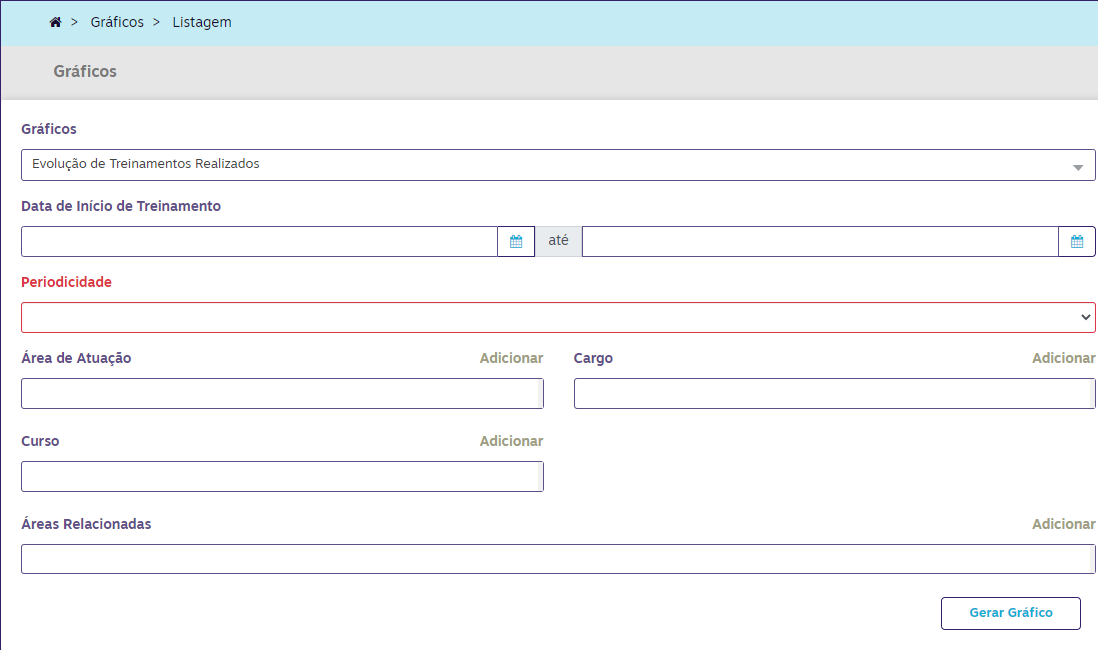 > Gráficos > Listagem
Gráficos
Gráficos
Evolução de Treinamentos Realizados
Data de Início de Treinamento
até
Periodicidade
Área de Atuação Adicionar
Cargo Adicionar
Curso Adicionar
Áreas Relacionadas Adicionar
Gerar Gráfico